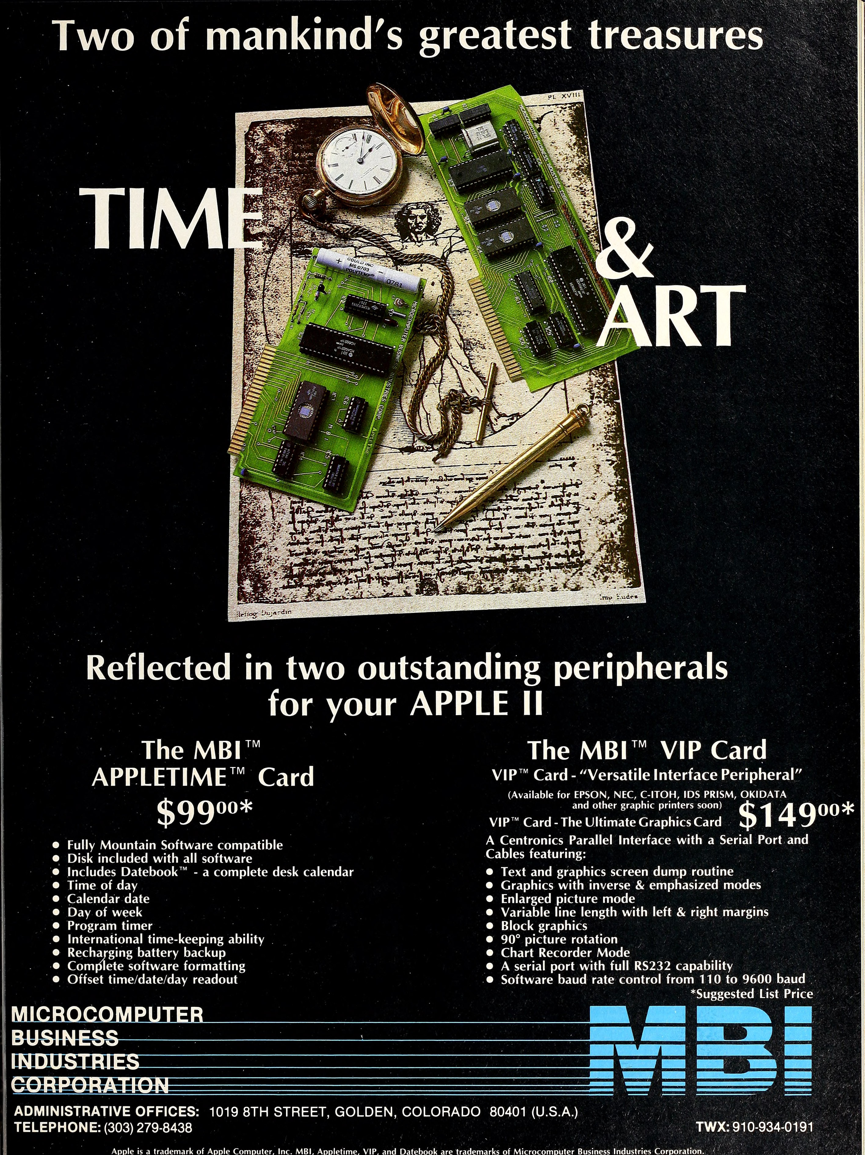 Two of mankind's greatest treasures
PL XVIII
TIME
&
ART
0781
Heliog Dujardin
Imp Eudes
Reflected in two outstanding peripherals
for your APPLE II
The MBI™
APPLETIME™ Card
$9900*
● Fully Mountain Software compatible
● Disk included with all software
● Includes Datebook™ - a complete desk calendar
● Time of day
● Calendar date
● Day of week
● Program timer
● International time-keeping ability
● Recharging battery backup
● Complete software formatting
● Offset time/date/day readout
The MBI™ VIP Card
VIP™ Card - “Versatile Interface Peripheral”
(Available for EPSON, NEC, C-ITOH, IDS PRISM, OKIDATA
and other graphic printers soon)
VIP™ Card - The Ultimate Graphics Card $14900*
A Centronics Parallel Interface with a Serial Port and
Cables featuring:
● Text and graphics screen dump routine
● Graphics with inverse & emphasized modes
● Enlarged picture mode
● Variable line length with left & right margins
● Block graphics
● 90° picture rotation
● Chart Recorder Mode
● A serial port with full RS232 capability
● Software baud rate control from 110 to 9600 baud
*Suggested List Price
MICROCOMPUTER
BUSINESS
INDUSTRIES
CORPORATION
MBI
ADMINISTRATIVE OFFICES: 1019 8TH STREET, GOLDEN, COLORADO 80401 (U.S.A.)
TELEPHONE: (303) 279-8438
TWX: 910-934-0191
Apple is a trademark of Apple Computer, Inc. MBI, Appletime, VIP, and Datebook are trademarks of Microcomputer Business Industries Corporation.